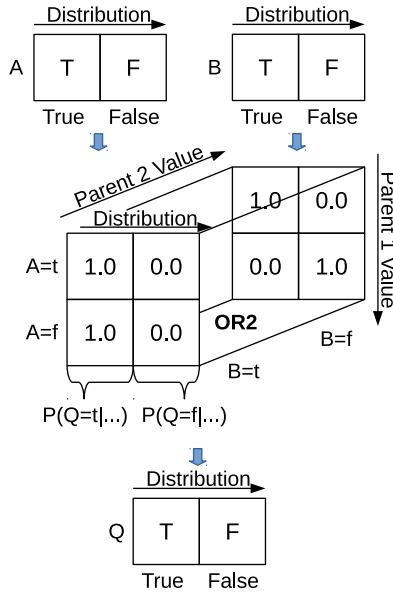 Distribution Distribution
A T F B T F
True False True False
Parent 2 Value
Parent 1 Value
Distribution
1.0 0.0
A=t 1.0 0.0 0.0 1.0
A=f 1.0 0.0 OR2
B=f
B=t
P(Q=t|...) P(Q=f|...)
Distribution
Q T F
True False